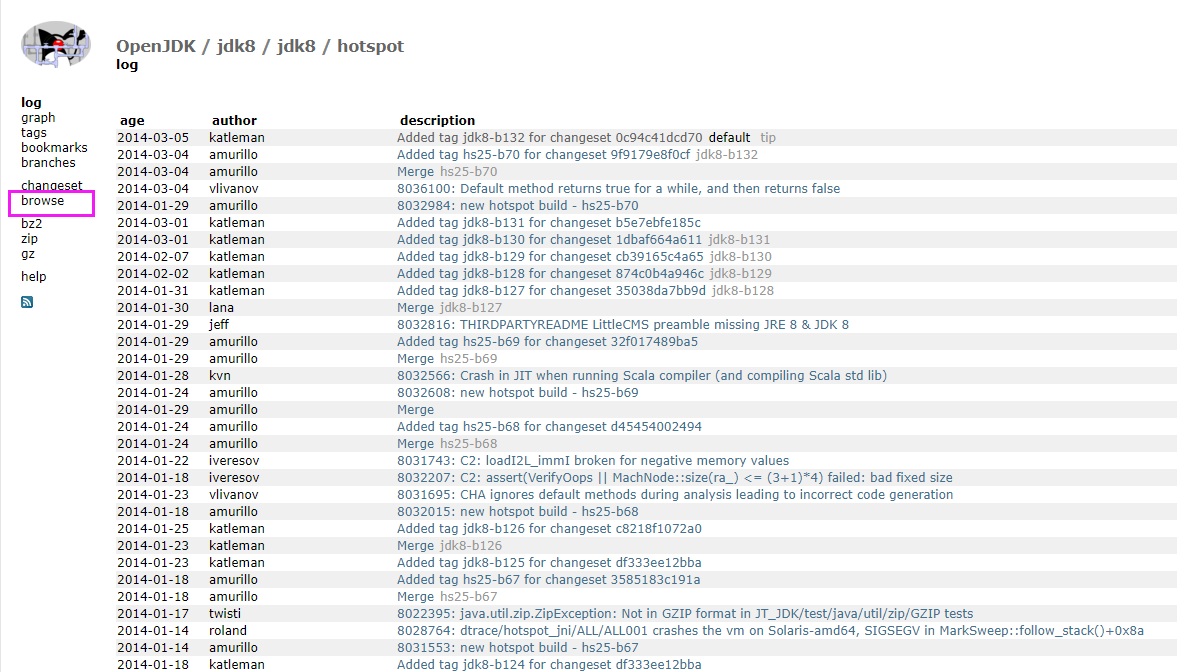 OpenJDK / jdk8 / jdk8 / hotspot
log
log
graph
tags
bookmarks
branches
changeset
browse
bz2
zip
gz
help
age author description
2014-03-05 katleman Added tag jdk8-b132 for changeset 0c94c41dcd70 default tip
2014-03-04 amurillo Added tag hs25-b70 for changeset 9f9179e8f0cf jdk8-b132
2014-03-04 amurillo Merge hs25-b70
2014-03-04 vlivanov 8036100: Default method returns true for a while, and then returns false
2014-01-29 amurillo 8032984: new hotspot build - hs25-b70
2014-03-01 katleman Added tag jdk8-b131 for changeset b5e7ebfe185c
2014-03-01 katleman Added tag jdk8-b130 for changeset 1dbaf664a611 jdk8-b131
2014-02-07 katleman Added tag jdk8-b129 for changeset cb39165c4a65 jdk8-b130
2014-02-02 katleman Added tag jdk8-b128 for changeset 874c0b4a946c jdk8-b129
2014-01-31 katleman Added tag jdk8-b127 for changeset 35038da7bb9d jdk8-b128
2014-01-30 lana Merge jdk8-b127
2014-01-29 jeff 8032816: THIRDPARTYREADME LittleCMS preamble missing JRE 8 & JDK 8
2014-01-29 amurillo Added tag hs25-b69 for changeset 32f017489ba5
2014-01-29 amurillo Merge hs25-b69
2014-01-28 kvn 8032566: Crash in JIT when running Scala compiler (and compiling Scala std lib)
2014-01-24 amurillo 8032608: new hotspot build - hs25-b69
2014-01-29 amurillo Merge
2014-01-24 amurillo Added tag hs25-b68 for changeset d45454002494
2014-01-24 amurillo Merge hs25-b68
2014-01-22 iveresov 8031743: C2: loadI2L_immI broken for negative memory values
2014-01-18 iveresov 8032207: C2: assert(VerifyOops || MachNode::size(ra_) <= (3+1)*4) failed: bad fixed size
2014-01-23 vlivanov 8031695: CHA ignores default methods during analysis leading to incorrect code generation
2014-01-18 amurillo 8032015: new hotspot build - hs25-b68
2014-01-25 katleman Added tag jdk8-b126 for changeset c8218f1072a0
2014-01-23 katleman Merge jdk8-b126
2014-01-23 katleman Added tag jdk8-b125 for changeset df333ee12bba
2014-01-18 amurillo Added tag hs25-b67 for changeset 3585183c191a
2014-01-18 amurillo Merge hs25-b67
2014-01-17 twisti 8022395: java.util.zip.ZipException: Not in GZIP format in JT_JDK/test/java/util/zip/GZIP tests
2014-01-14 roland 8028764: dtrace/hotspot_jni/ALL/ALL001 crashes the vm on Solaris-amd64, SIGSEGV in MarkSweep::follow_stack()+0x8a
2014-01-14 amurillo 8031553: new hotspot build - hs25-b67
2014-01-18 katleman Added tag jdk8-b124 for changeset df333ee12bba